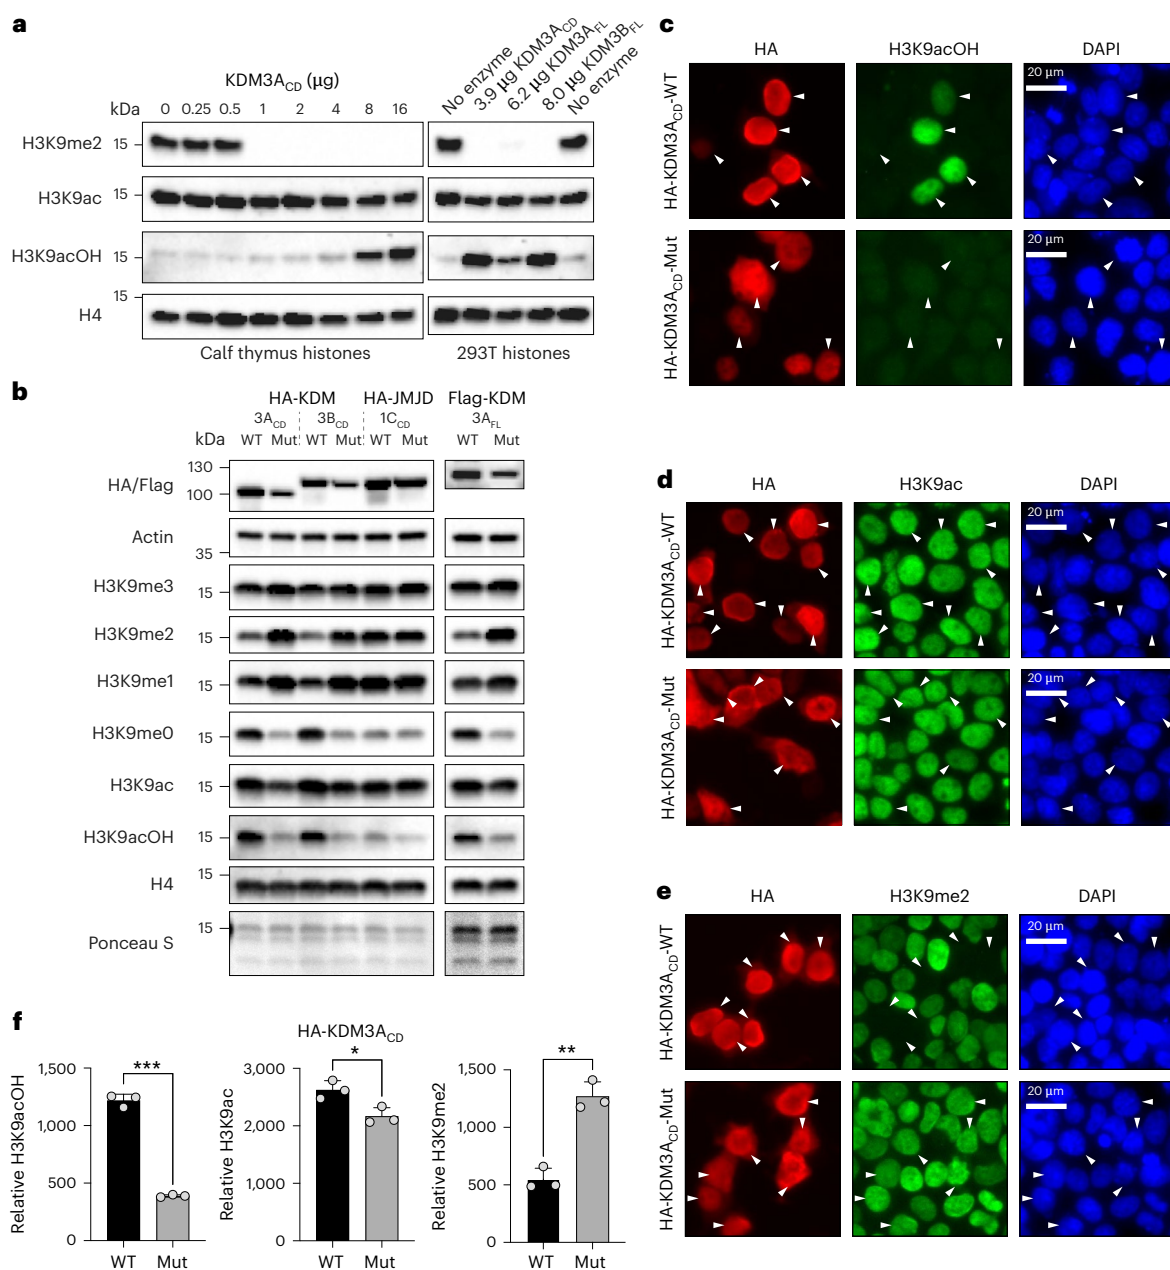 a
KDM3ACD (μg)
kDa
0 0.25 0.5 1 2 4 8 16
No enzyme
3.9 μg KDM3ACD
6.2 μg KDM3AFL
8.0 μg KDM3BFL
No enzyme
H3K9me2 15
H3K9ac 15
H3K9acOH 15
H4 15
Calf thymus histones
293T histones
b
HA-KDM HA-JMJD Flag-KDM
3ACD 3BCD 1CCD 3AFL
kDa WT Mut WT Mut WT Mut WT Mut
HA/Flag 130
100
Actin
35
H3K9me3 15
H3K9me2 15
H3K9me1 15
H3K9me0 15
H3K9ac 15
H3K9acOH 15
H4 15
Ponceau S 15
c
HA H3K9acOH DAPI
HA-KDM3ACD-WT
20 μm
HA-KDM3ACD-Mut
20 μm
d
HA H3K9ac DAPI
HA-KDM3ACD-WT
20 μm
HA-KDM3ACD-Mut
20 μm
e
HA H3K9me2 DAPI
HA-KDM3ACD-WT
20 μm
HA-KDM3ACD-Mut
20 μm
f
HA-KDM3ACD
Relative H3K9acOH
1,500
1,000
500
0
***
WT Mut
Relative H3K9ac
3,000
2,000
1,000
0
*
WT Mut
Relative H3K9me2
1,500
1,000
500
0
**
WT Mut